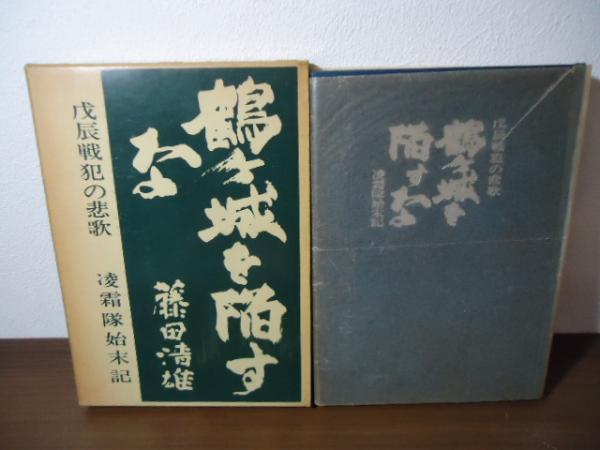 鶴ヶ城を陥す
な
藤田清雄
戊辰戦犯の悲歌
凌霜隊始末記
戊辰戦犯の悲歌
鶴ヶ城を
陥すな
凌霜隊始末記